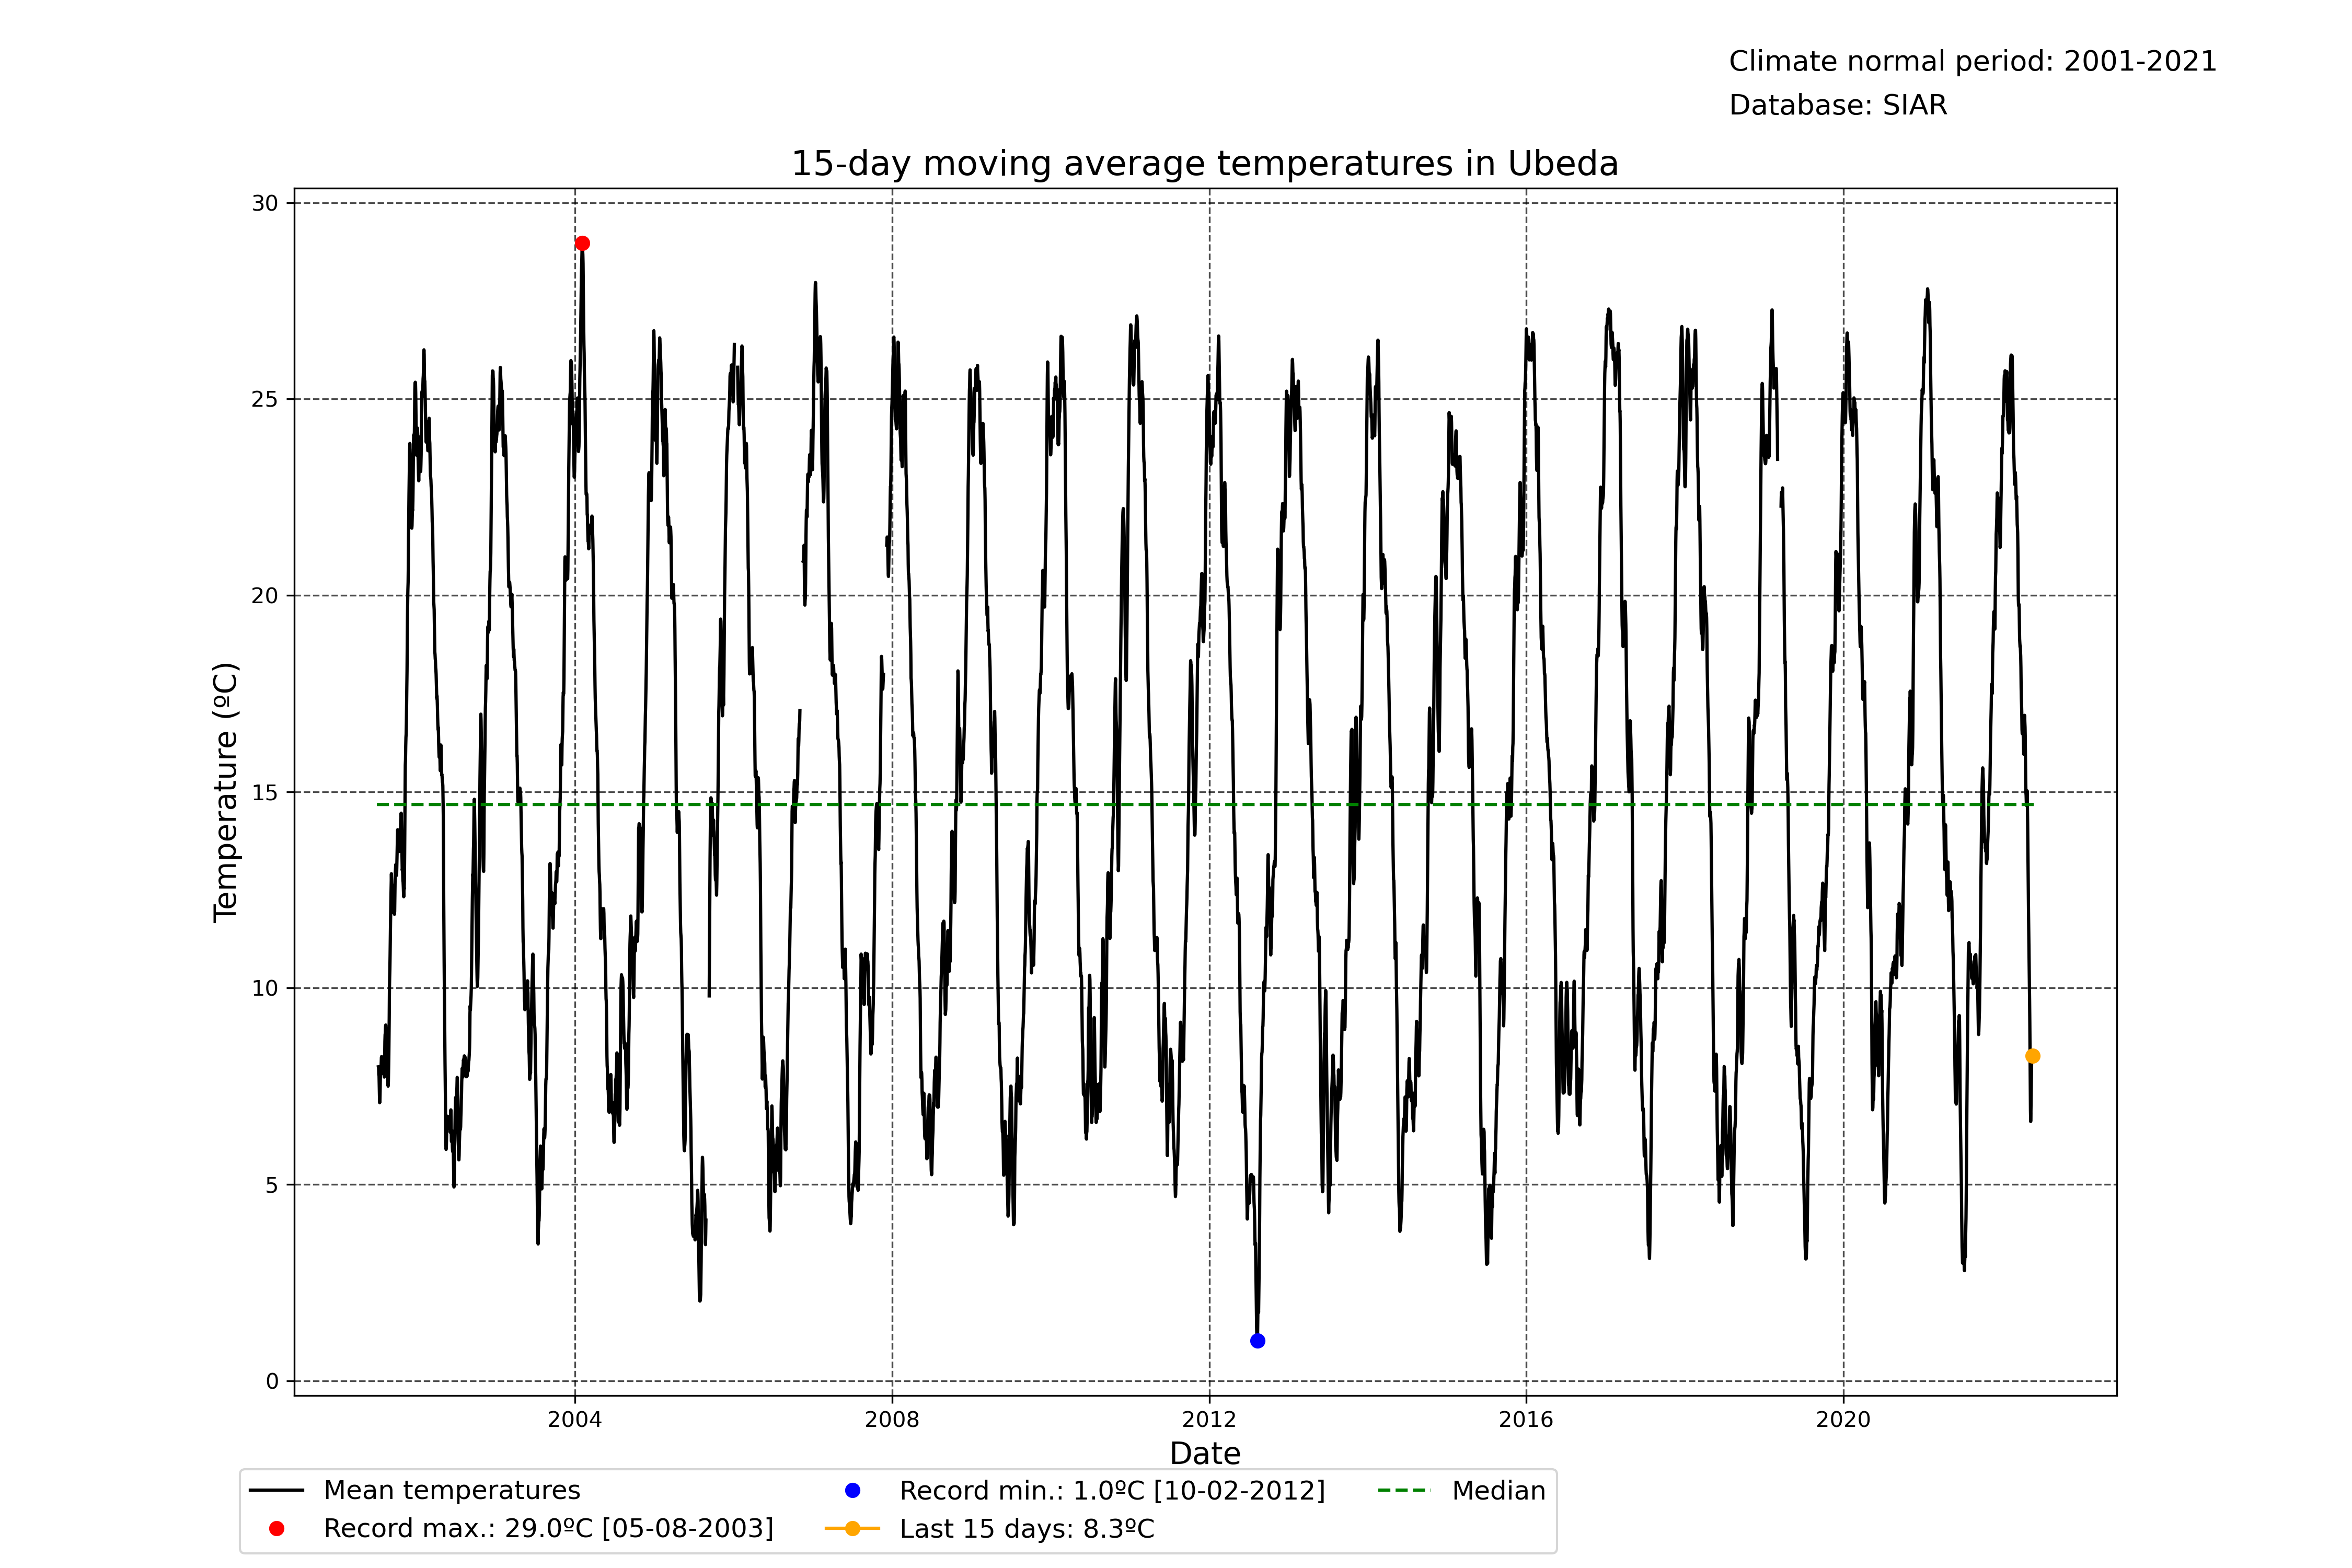 Climate normal period: 2001-2021
Database: SIAR
15-day moving average temperatures in Ubeda
30
25
20
15
10
5
0
Temperature (ºC)
2004 2008 2012 2016 2020
Date
Mean temperatures
Record max.: 29.0ºC [05-08-2003]
Record min.: 1.0ºC [10-02-2012]
Last 15 days: 8.3ºC
Median